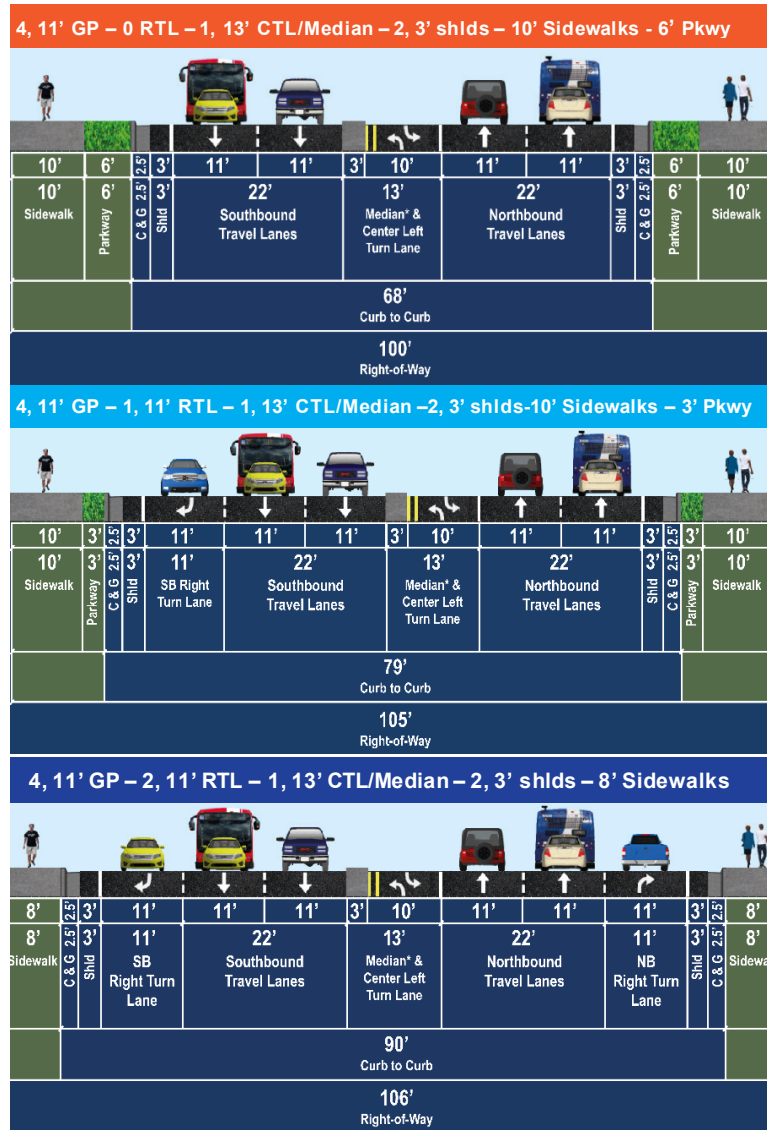 4, 11' GP – 0 RTL – 1, 13' CTL/Median – 2, 3' shlds – 10' Sidewalks - 6' Pkwy
10' 6' 2.5' 3' 11' 11' 3' 10' 11' 11' 3' 2.5' 6' 10'
10' 6' 2.5' 3' 22' 13' 22' 3' 2.5' 6' 10'
Sidewalk Parkway C & G Shld Southbound Median* & Northbound Shld C & G Parkway Sidewalk
Travel Lanes Center Left Travel Lanes
Turn Lane
68'
Curb to Curb
100'
Right-of-Way
4, 11' GP – 1, 11' RTL – 1, 13' CTL/Median –2, 3' shlds-10' Sidewalks – 3' Pkwy
10' 3' 2.5' 3' 11' 11' 11' 3' 10' 11' 11' 3' 2.5' 3' 10'
10' 3' 2.5' 3' 11' 22' 13' 22' 3' 2.5' 3' 10'
Sidewalk Parkway C & G Shld SB Right Southbound Median* & Northbound Shld C & G Parkway Sidewalk
Turn Lane Travel Lanes Center Left Travel Lanes
Turn Lane
79'
Curb to Curb
105'
Right-of-Way
4, 11' GP – 2, 11' RTL – 1, 13' CTL/Median – 2, 3' shlds – 8' Sidewalks
8' 2.5' 3' 11' 11' 11' 3' 10' 11' 11' 11' 3' 2.5' 8'
8' 2.5' 3' 11' 22' 13' 22' 11' 3' 2.5' 8'
Sidewalk C & G Shld SB Southbound Median* & Northbound NB Shld C & G Sidewa
Right Turn Travel Lanes Center Left Travel Lanes Right Turn
Lane Turn Lane Lane
90'
Curb to Curb
106'
Right-of-Way